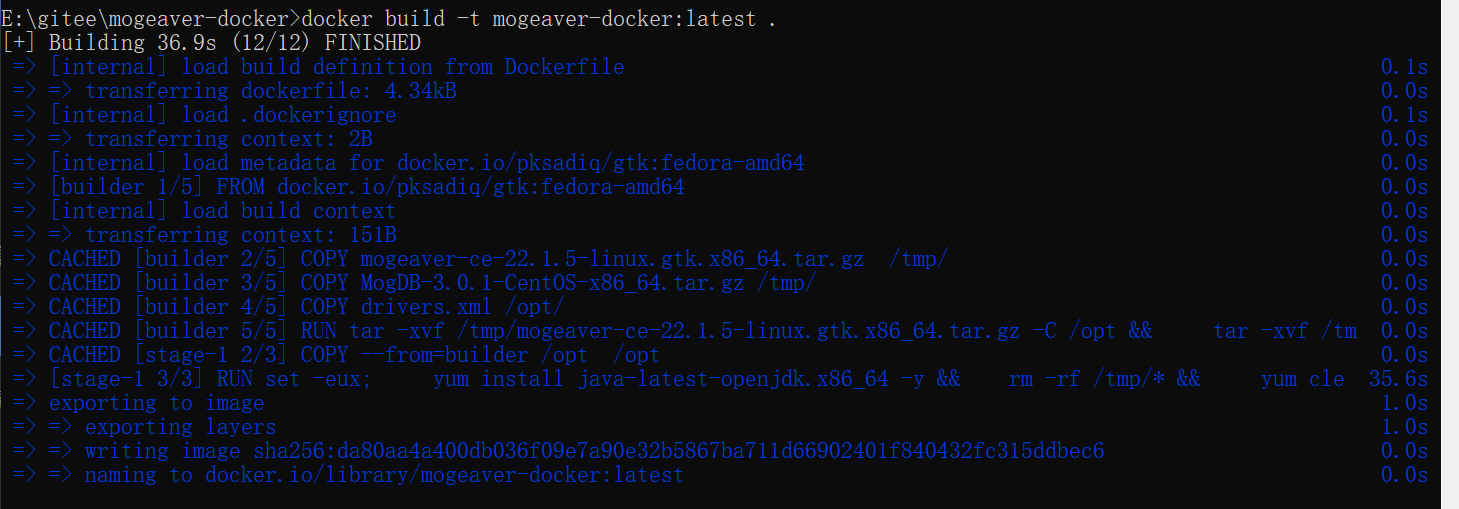 E:\gitee\mogeaver-docker>docker build -t mogeaver-docker:latest .
[+] Building 36.9s (12/12) FINISHED
=> [internal] load build definition from Dockerfile 0.1s
=> => transferring dockerfile: 4.34kB 0.0s
=> [internal] load .dockerignore 0.1s
=> => transferring context: 2B 0.0s
=> [internal] load metadata for docker.io/pksadiq/gtk:fedora-amd64 0.0s
=> [builder 1/5] FROM docker.io/pksadiq/gtk:fedora-amd64 0.0s
=> [internal] load build context 0.0s
=> => transferring context: 151B 0.0s
=> CACHED [builder 2/5] COPY mogeaver-ce-22.1.5-linux.gtk.x86_64.tar.gz  /tmp/ 0.0s
=> CACHED [builder 3/5] COPY MogDB-3.0.1-CentOS-x86_64.tar.gz /tmp/ 0.0s
=> CACHED [builder 4/5] COPY drivers.xml /opt/ 0.0s
=> CACHED [builder 5/5] RUN tar -xvf /tmp/mogeaver-ce-22.1.5-linux.gtk.x86_64.tar.gz -C /opt &&     tar -xvf /tm 0.0s
=> CACHED [stage-1 2/3] COPY --from=builder /opt  /opt 0.0s
=> [stage-1 3/3] RUN set -eux;     yum install java-latest-openjdk.x86_64 -y &&    rm -rf /tmp/* &&     yum cle 35.6s
=> exporting to image 1.0s
=> => exporting layers 1.0s
=> => writing image sha256:da80aa4a400db036f09e7a90e32b5867ba711d66902401f840432fc315ddbec6 0.0s
=> => naming to docker.io/library/mogeaver-docker:latest 0.0s